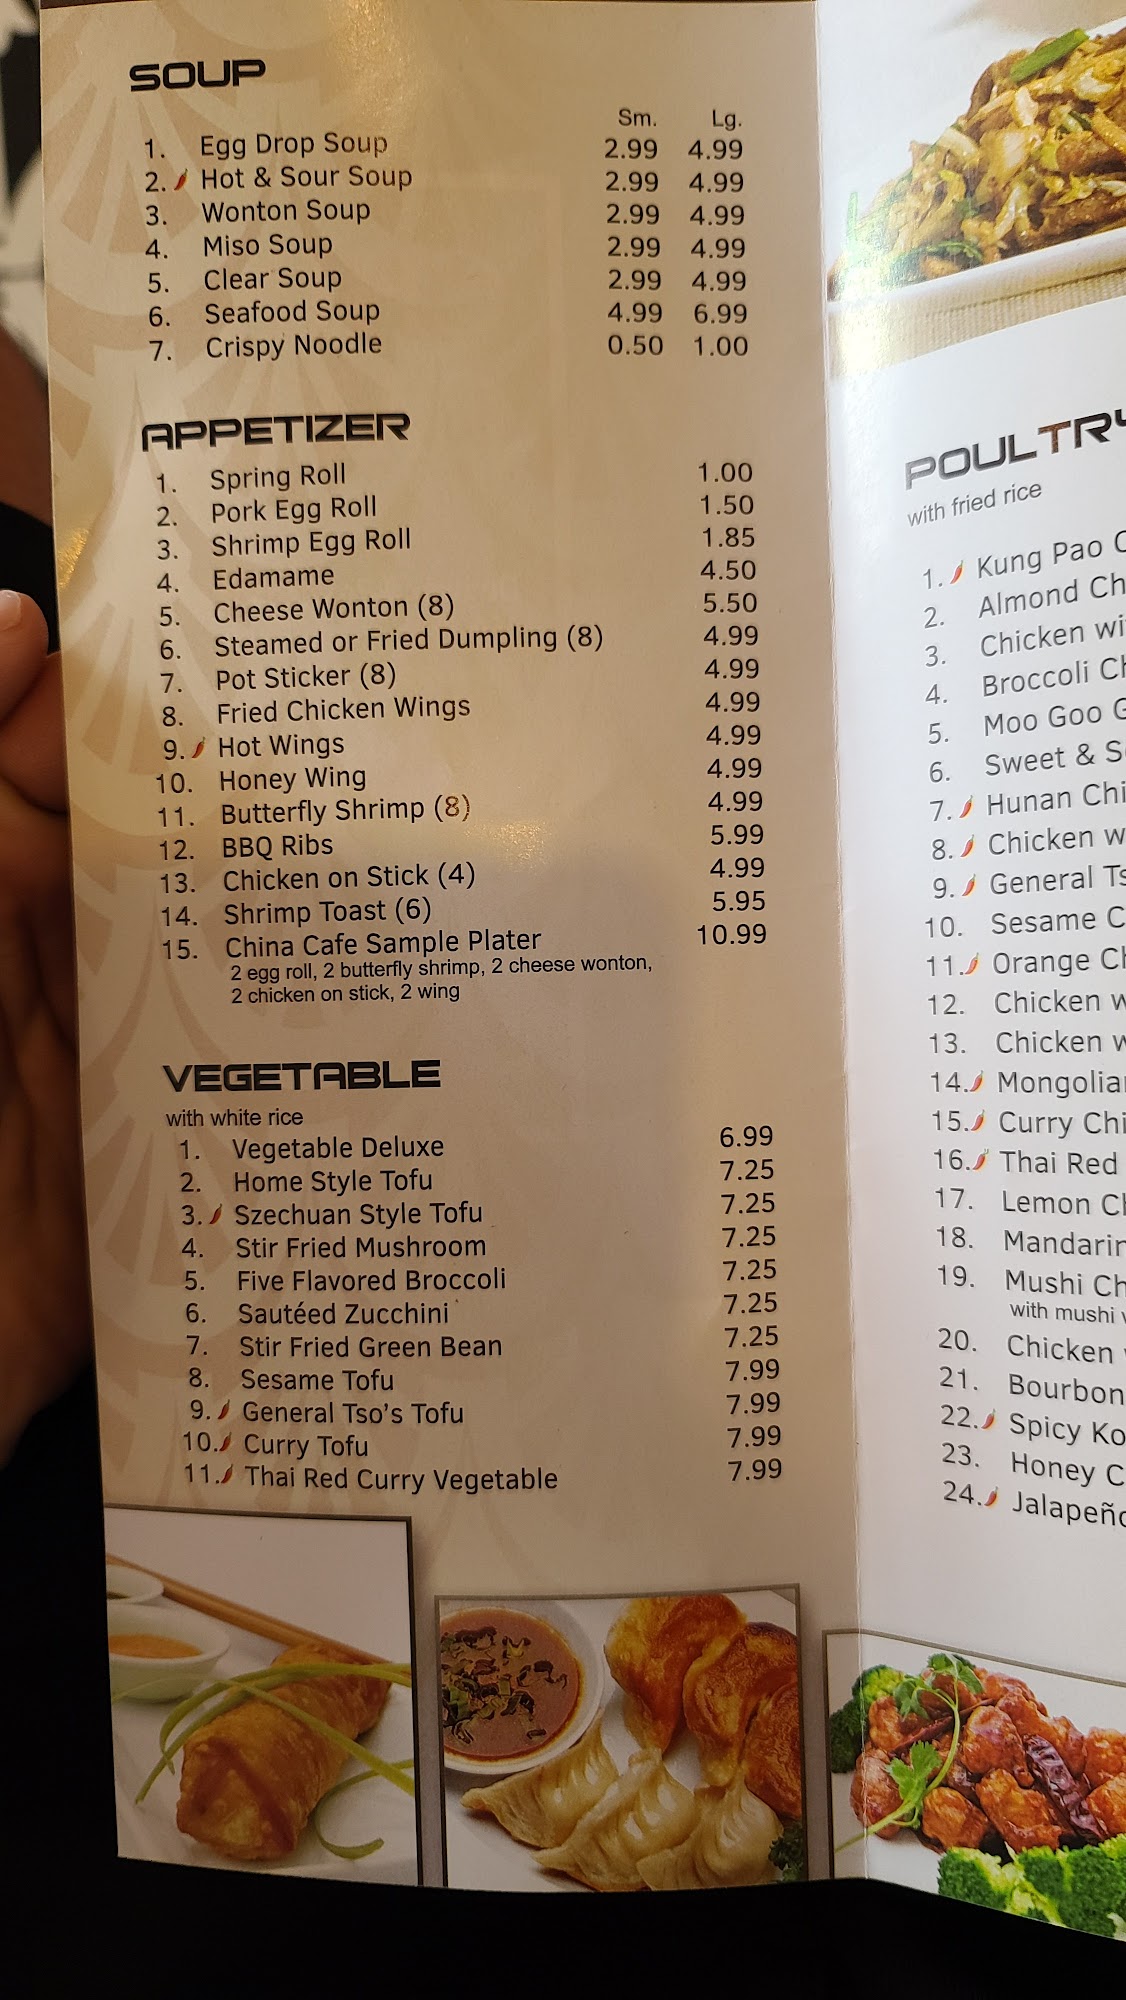 SOUP
Sm. Lg.
1. Egg Drop Soup 2.99 4.99
2. Hot & Sour Soup 2.99 4.99
3. Wonton Soup 2.99 4.99
4. Miso Soup 2.99 4.99
5. Clear Soup 2.99 4.99
6. Seafood Soup 4.99 6.99
7. Crispy Noodle 0.50 1.00
APPETIZER
1. Spring Roll 1.00
2. Pork Egg Roll 1.50
3. Shrimp Egg Roll 1.85
4. Edamame 4.50
5. Cheese Wonton (8) 5.50
6. Steamed or Fried Dumpling (8) 4.99
7. Pot Sticker (8) 4.99
8. Fried Chicken Wings 4.99
9. Hot Wings 4.99
10. Honey Wing 4.99
11. Butterfly Shrimp (8) 4.99
12. BBQ Ribs 5.99
13. Chicken on Stick (4) 4.99
14. Shrimp Toast (6) 5.95
15. China Cafe Sample Plater 10.99
2 egg roll, 2 butterfly shrimp, 2 cheese wonton,
2 chicken on stick, 2 wing
VEGETABLE
with white rice
1. Vegetable Deluxe 6.99
2. Home Style Tofu 7.25
3. Szechuan Style Tofu 7.25
4. Stir Fried Mushroom 7.25
5. Five Flavored Broccoli 7.25
6. Sautéed Zucchini 7.25
7. Stir Fried Green Bean 7.25
8. Sesame Tofu 7.99
9. General Tso's Tofu 7.99
10. Curry Tofu 7.99
11. Thai Red Curry Vegetable 7.99
POULTRY
with fried rice
1. Kung Pao
2. Almond
3. Chicken
4. Broccoli
5. Moo Goo
6. Sweet &
7. Hunan
8. Chicken
9. General
10. Sesame
11. Orange
12. Chicken
13. Chicken
14. Mongolian
15. Curry
16. Thai Red
17. Lemon
18. Mandarin
19. Mushi
with mushi
20. Chicken
21. Bourbon
22. Spicy
23. Honey
24. Jalapeño